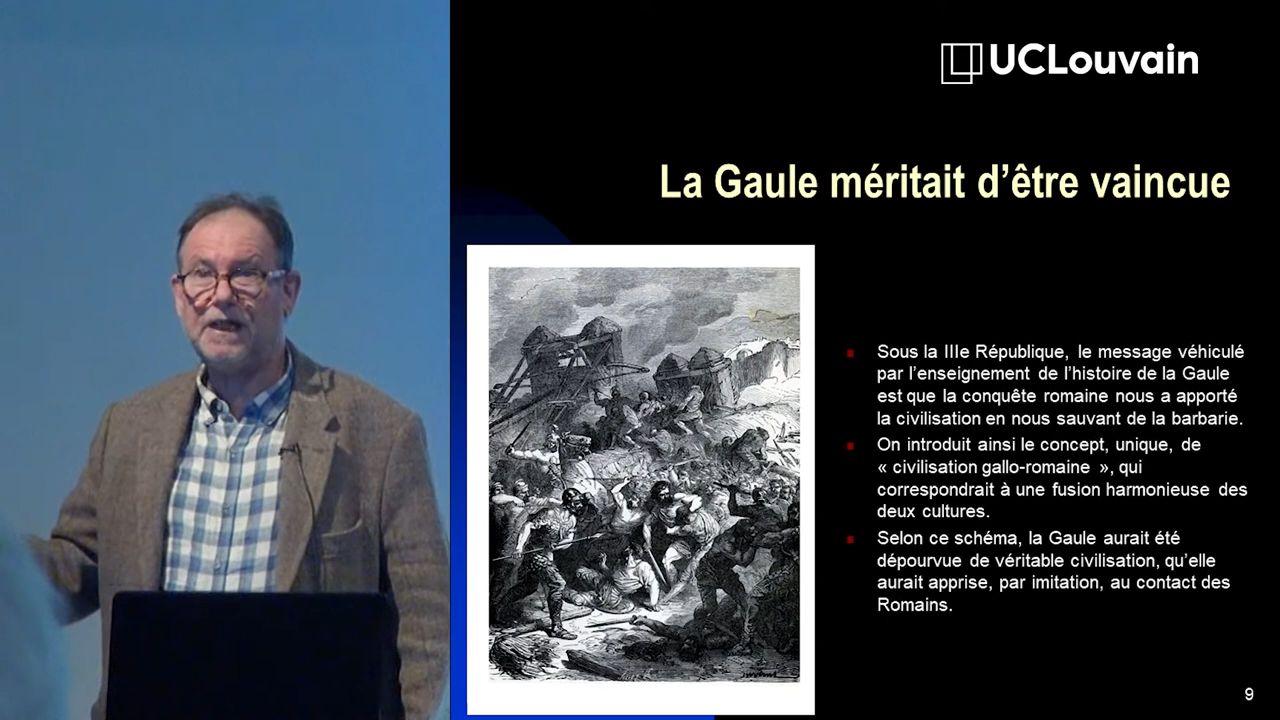 UCLouvain
La Gaule méritait d’être vaincue
Sous la IIIe République, le message véhiculé
par l’enseignement de l’histoire de la Gaule
est que la conquête romaine nous a apporté
la civilisation en nous sauvant de la barbarie.
On introduit ainsi le concept, unique, de
« civilisation gallo-romaine », qui
correspondrait à une fusion harmonieuse des
deux cultures.
Selon ce schéma, la Gaule aurait été
dépourvue de véritable civilisation, qu’elle
aurait apprise, par imitation, au contact des
Romains.
9